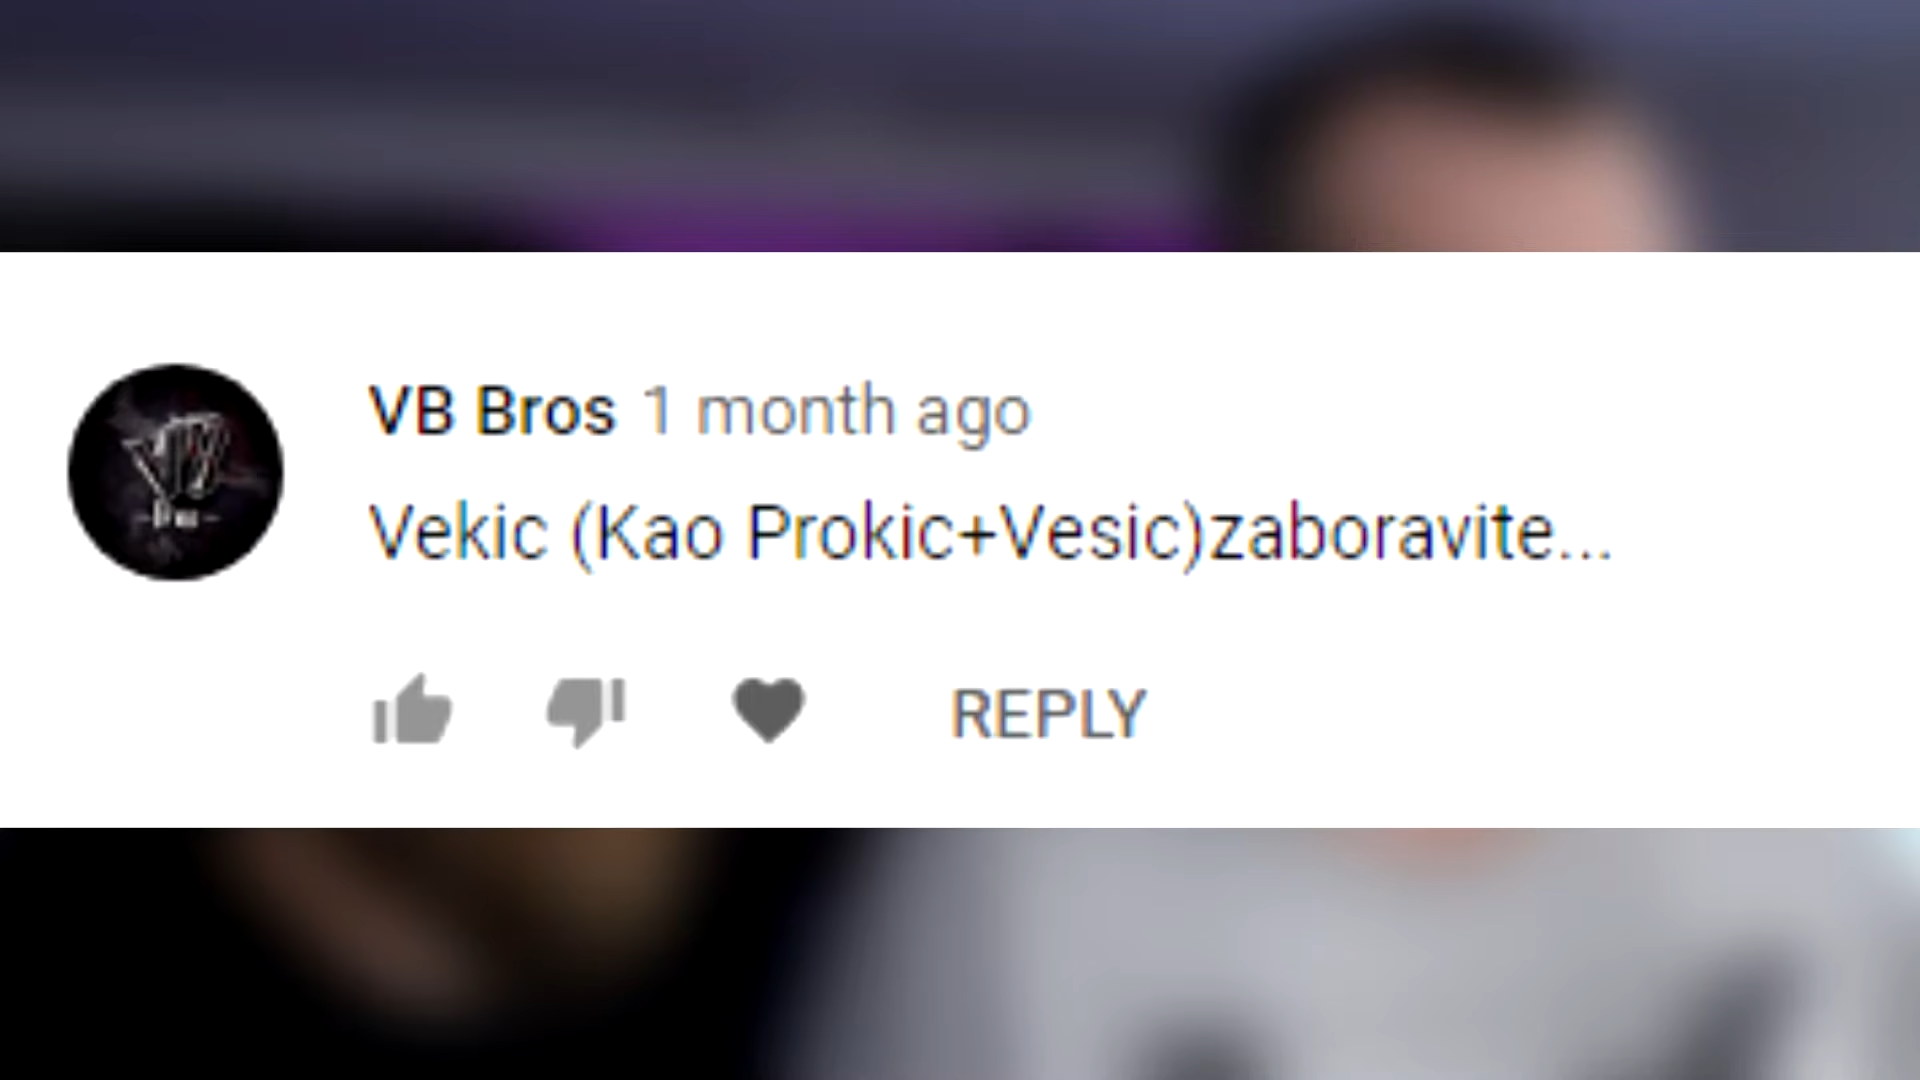 VB Bros 1 month ago
Vekic (Kao Prokic+Vesic)zaboravite...
REPLY